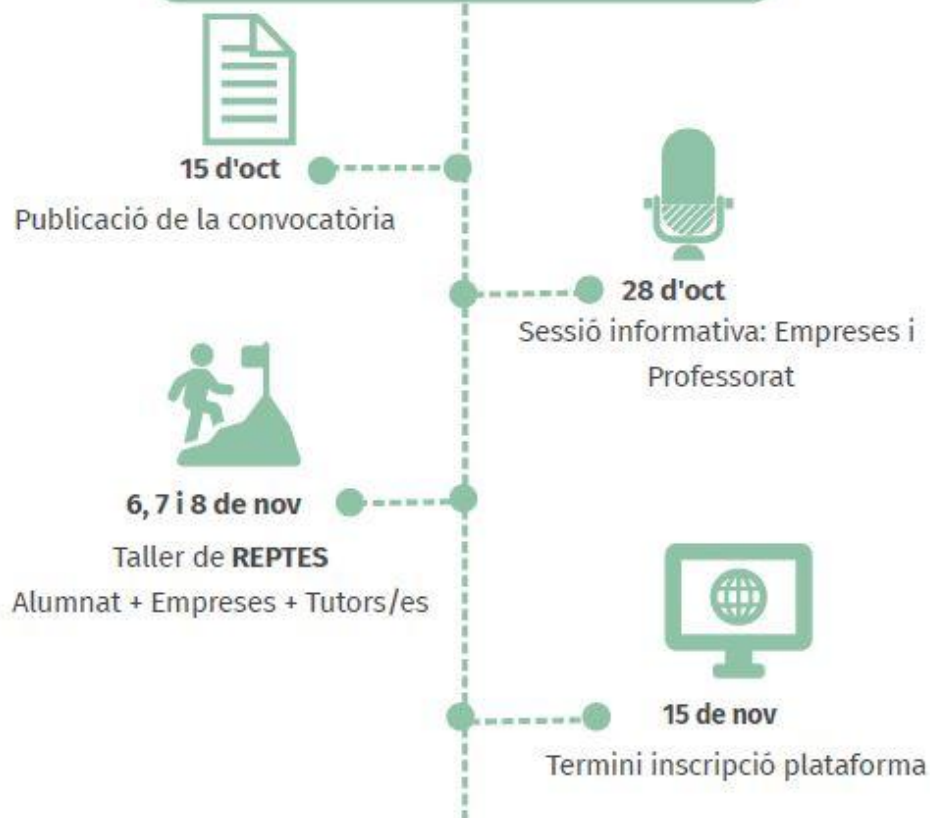 15 d'oct
Publicació de la convocatòria
28 d'oct
Sessió informativa: Empreses i
Professorat
6, 7 i 8 de nov
Taller de REPTES
Alumnat + Empreses + Tutors/es
15 de nov
Termini inscripció plataforma